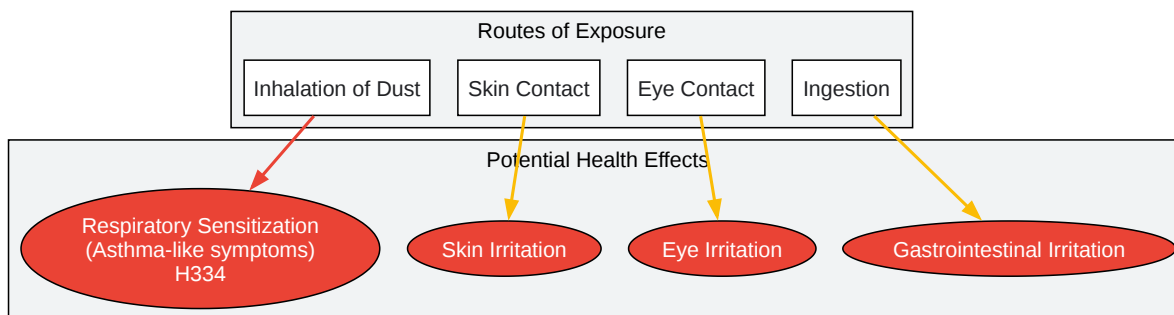 Routes of Exposure
Inhalation of Dust
Skin Contact
Eye Contact
Ingestion
Potential Health Effects
Respiratory Sensitization
(Asthma-like symptoms)
H334
Skin Irritation
Eye Irritation
Gastrointestinal Irritation